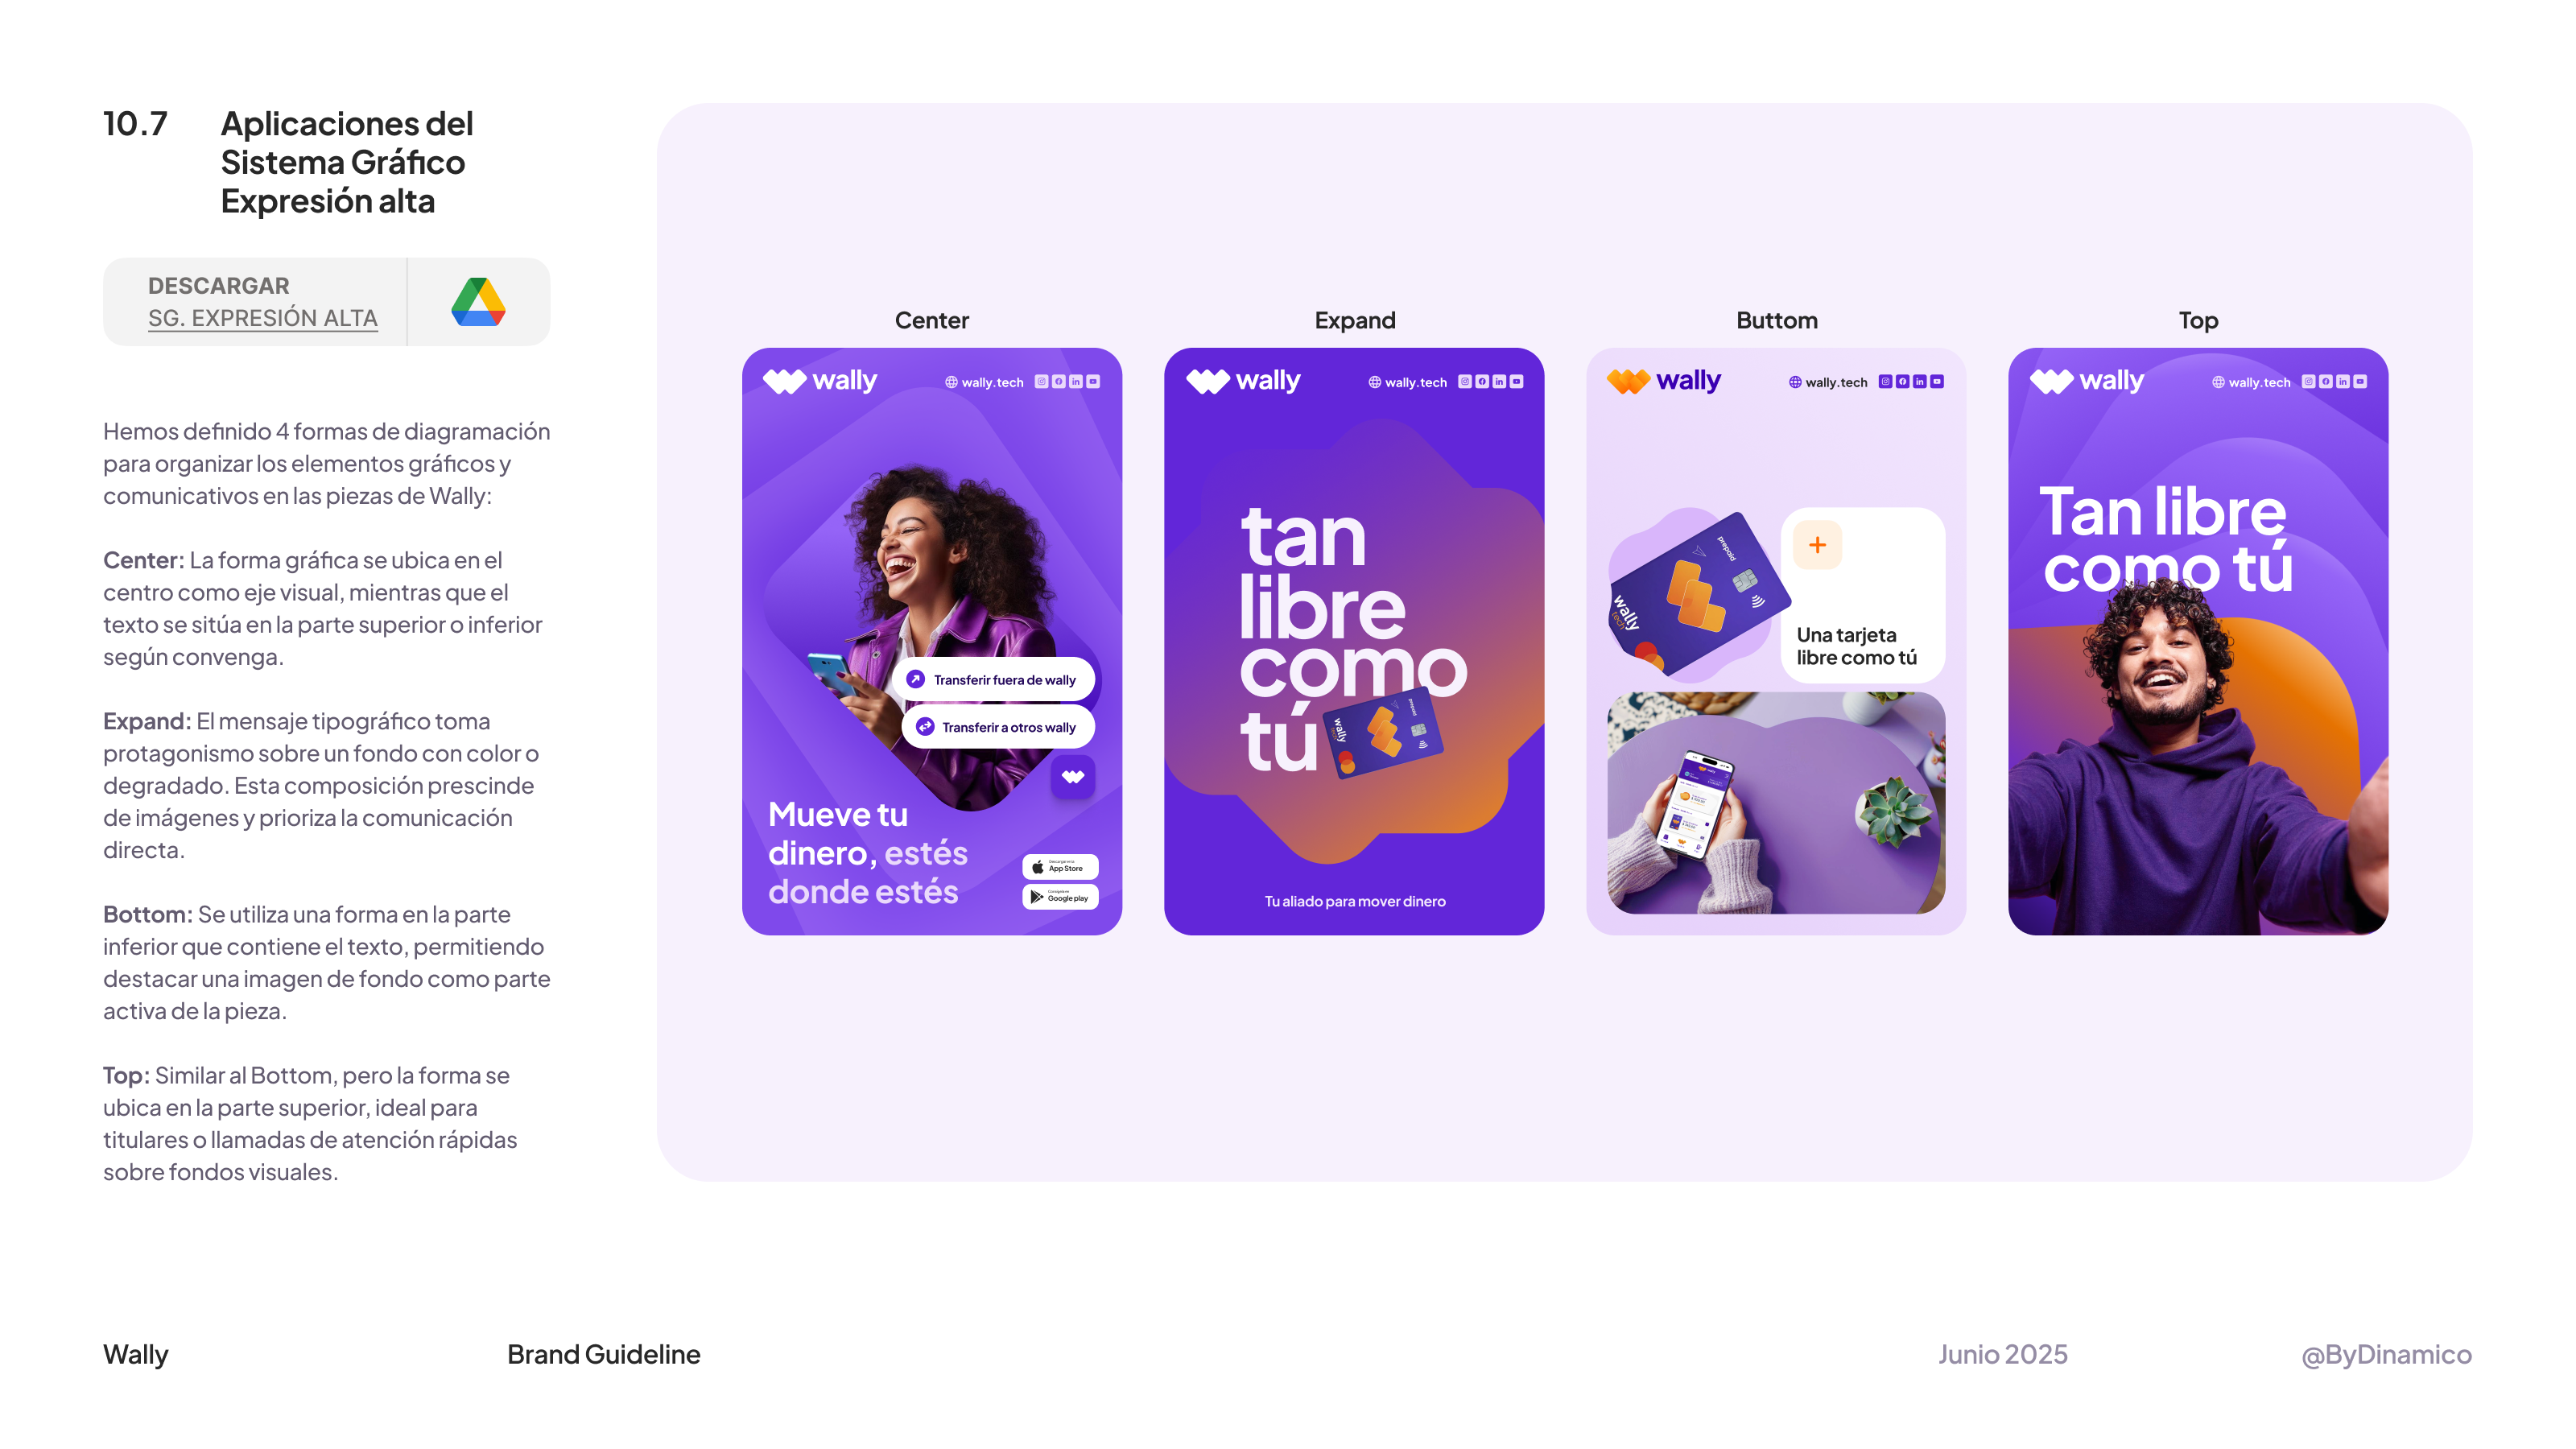 10.7
Aplicaciones del
Sistema Gráfico
Expresión alta
DESCARGAR
SG. EXPRESIÓN ALTA
Hemos definido 4 formas de diagramación
para organizar los elementos gráficos y
comunicativos en las piezas de Wally:
Center: La forma gráfica se ubica en el
centro como eje visual, mientras que el
texto se sitúa en la parte superior o inferior
según convenga.
Expand: El mensaje tipográfico toma
protagonismo sobre un fondo con color o
degradado. Esta composición prescinde
de imágenes y prioriza la comunicación
directa.
Bottom: Se utiliza una forma en la parte
inferior que contiene el texto, permitiendo
destacar una imagen de fondo como parte
activa de la pieza.
Top: Similar al Bottom, pero la forma se
ubica en la parte superior, ideal para
titulares o llamadas de atención rápidas
sobre fondos visuales.
Center
wally
wally.tech
Transferir fuera de wally
Transferir a otros wally
Mueve tu
dinero, estés
donde estés
App Store
Google play
Expand
wally
wally.tech
tan
libre
como
tú
wally
prepaid
Tu aliado para mover dinero
Buttom
wally
wally.tech
prepaid
wally
tech
Una tarjeta
libre como tú
Top
wally
wally.tech
Tan libre
como tú
Wally
Brand Guideline
Junio 2025
@ByDinamico